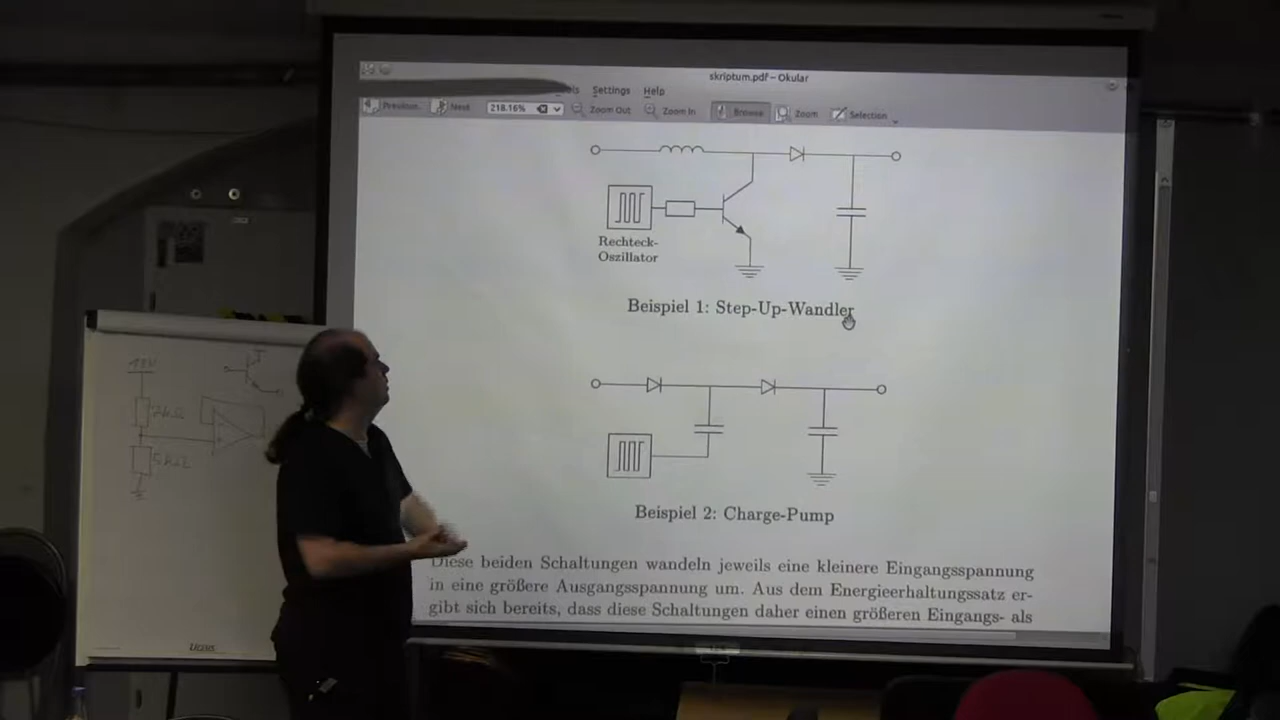 skriptum.pdf – Okular
Settings Help
Previous Next 218.16% Zoom Out Zoom In Browse Zoom Selection
Rechteck-
Oszillator
Beispiel 1: Step-Up-Wandler
Beispiel 2: Charge-Pump
Diese beiden Schaltungen wandeln jeweils eine kleinere Eingangsspannung
in eine größere Ausgangsspannung um. Aus dem Energieerhaltungssatz er-
gibt sich bereits, dass diese Schaltungen daher einen größeren Eingangs- als